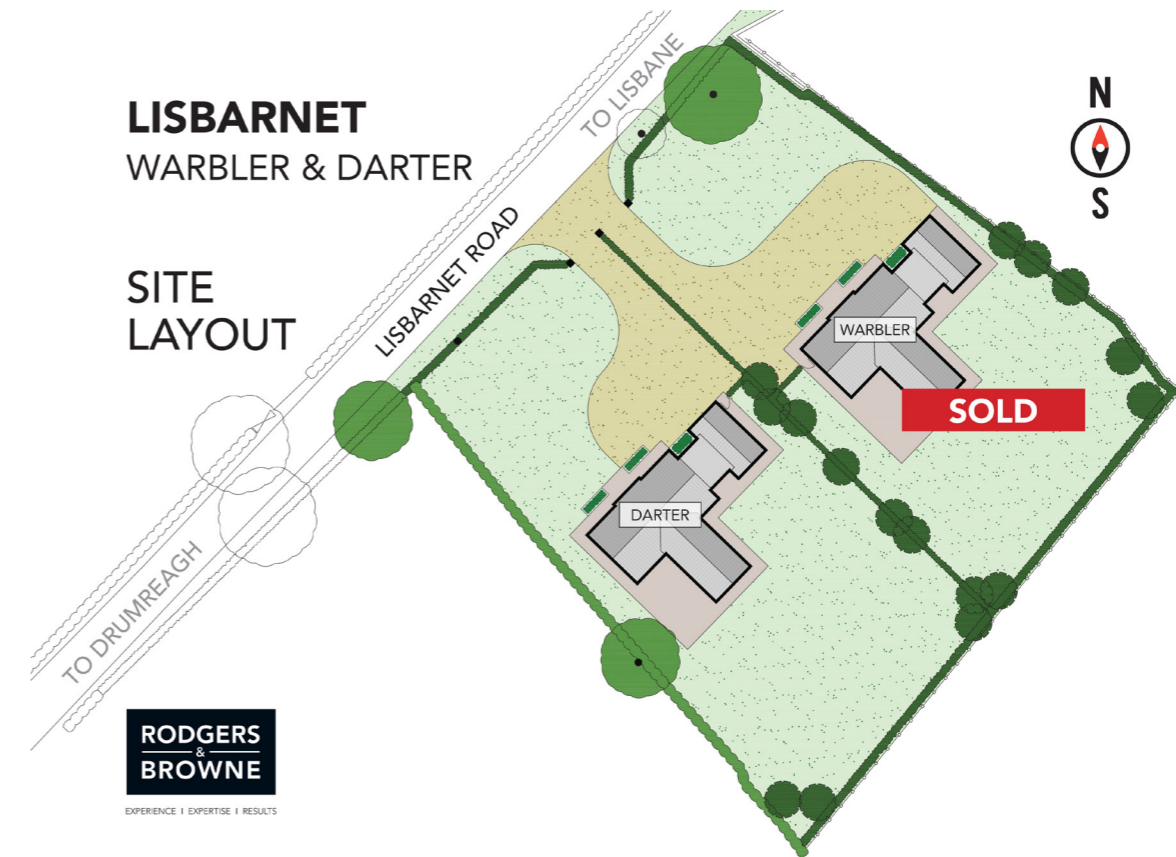 LISBARNET
WARBLER & DARTER
SITE
LAYOUT
TO LISBANE
LISBARNET ROAD
TO DRUMREAGH
N
S
WARBLER
SOLD
DARTER
RODGERS
&
BROWNE
EXPERIENCE I EXPERTISE I RESULTS